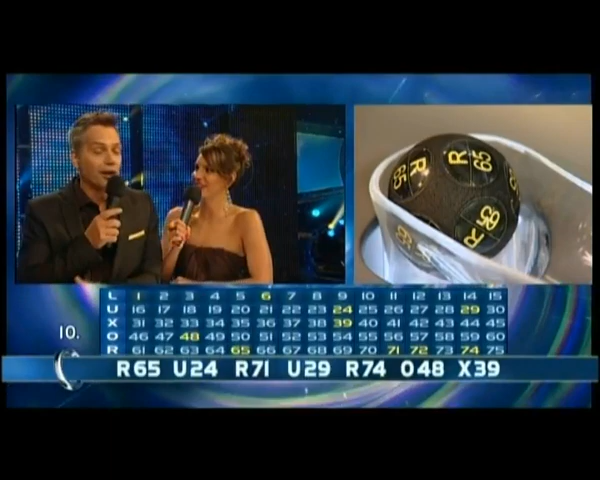 R 65
R 65
R 65
65
L 1 2 3 4 5 6 7 8 9 10 11 12 13 14 15
U 16 17 18 19 20 21 22 23 24 25 26 27 28 29 30
X 31 32 33 34 35 36 37 38 39 40 41 42 43 44 45
O 46 47 48 49 50 51 52 53 54 55 56 57 58 59 60
R 61 62 63 64 65 66 67 68 69 70 71 72 73 74 75
10.
R65 U24 R71 U29 R74 O48 X39